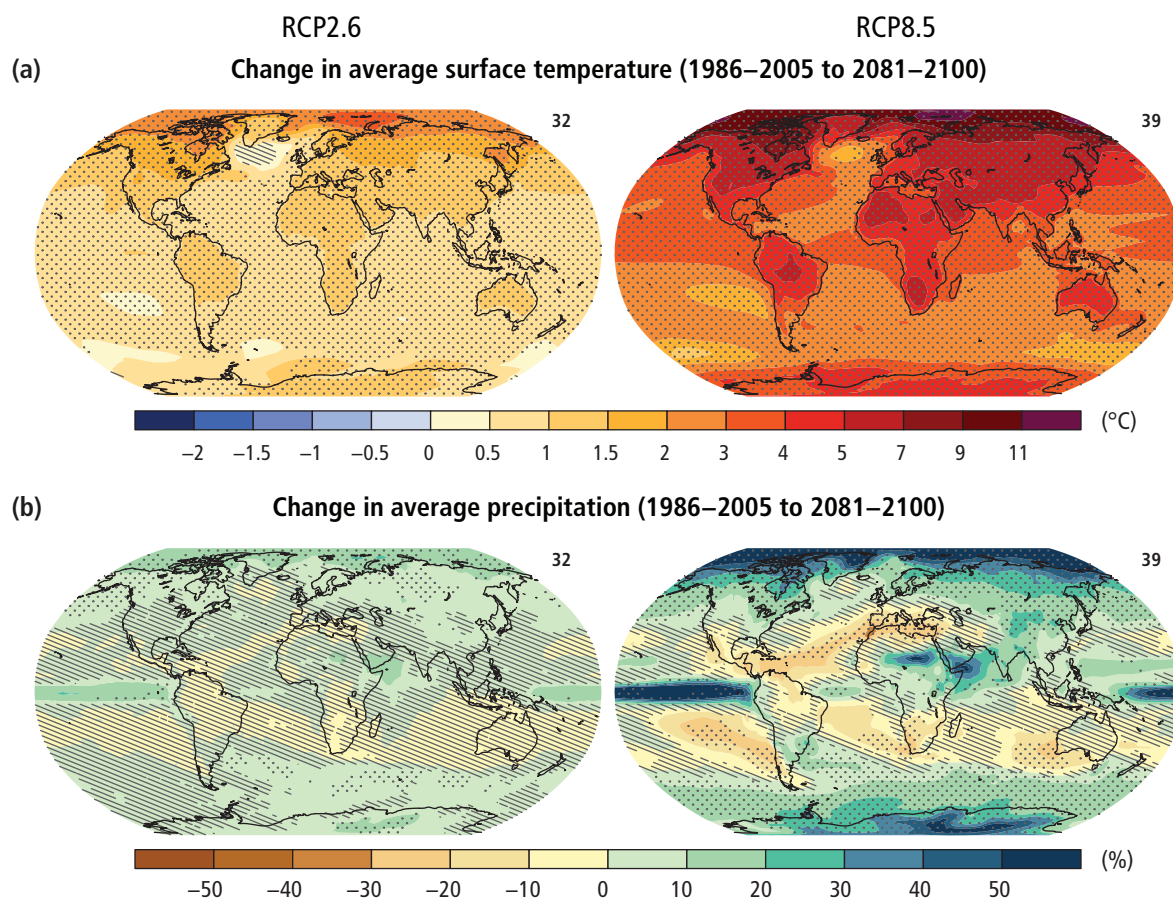 RCP2.6 RCP8.5
(a) Change in average surface temperature (1986–2005 to 2081–2100)
32 39
−2 −1.5 −1 −0.5 0 0.5 1 1.5 2 3 4 5 7 9 11 (°C)
(b) Change in average precipitation (1986–2005 to 2081–2100)
32 39
−50 −40 −30 −20 −10 0 10 20 30 40 50 (%)